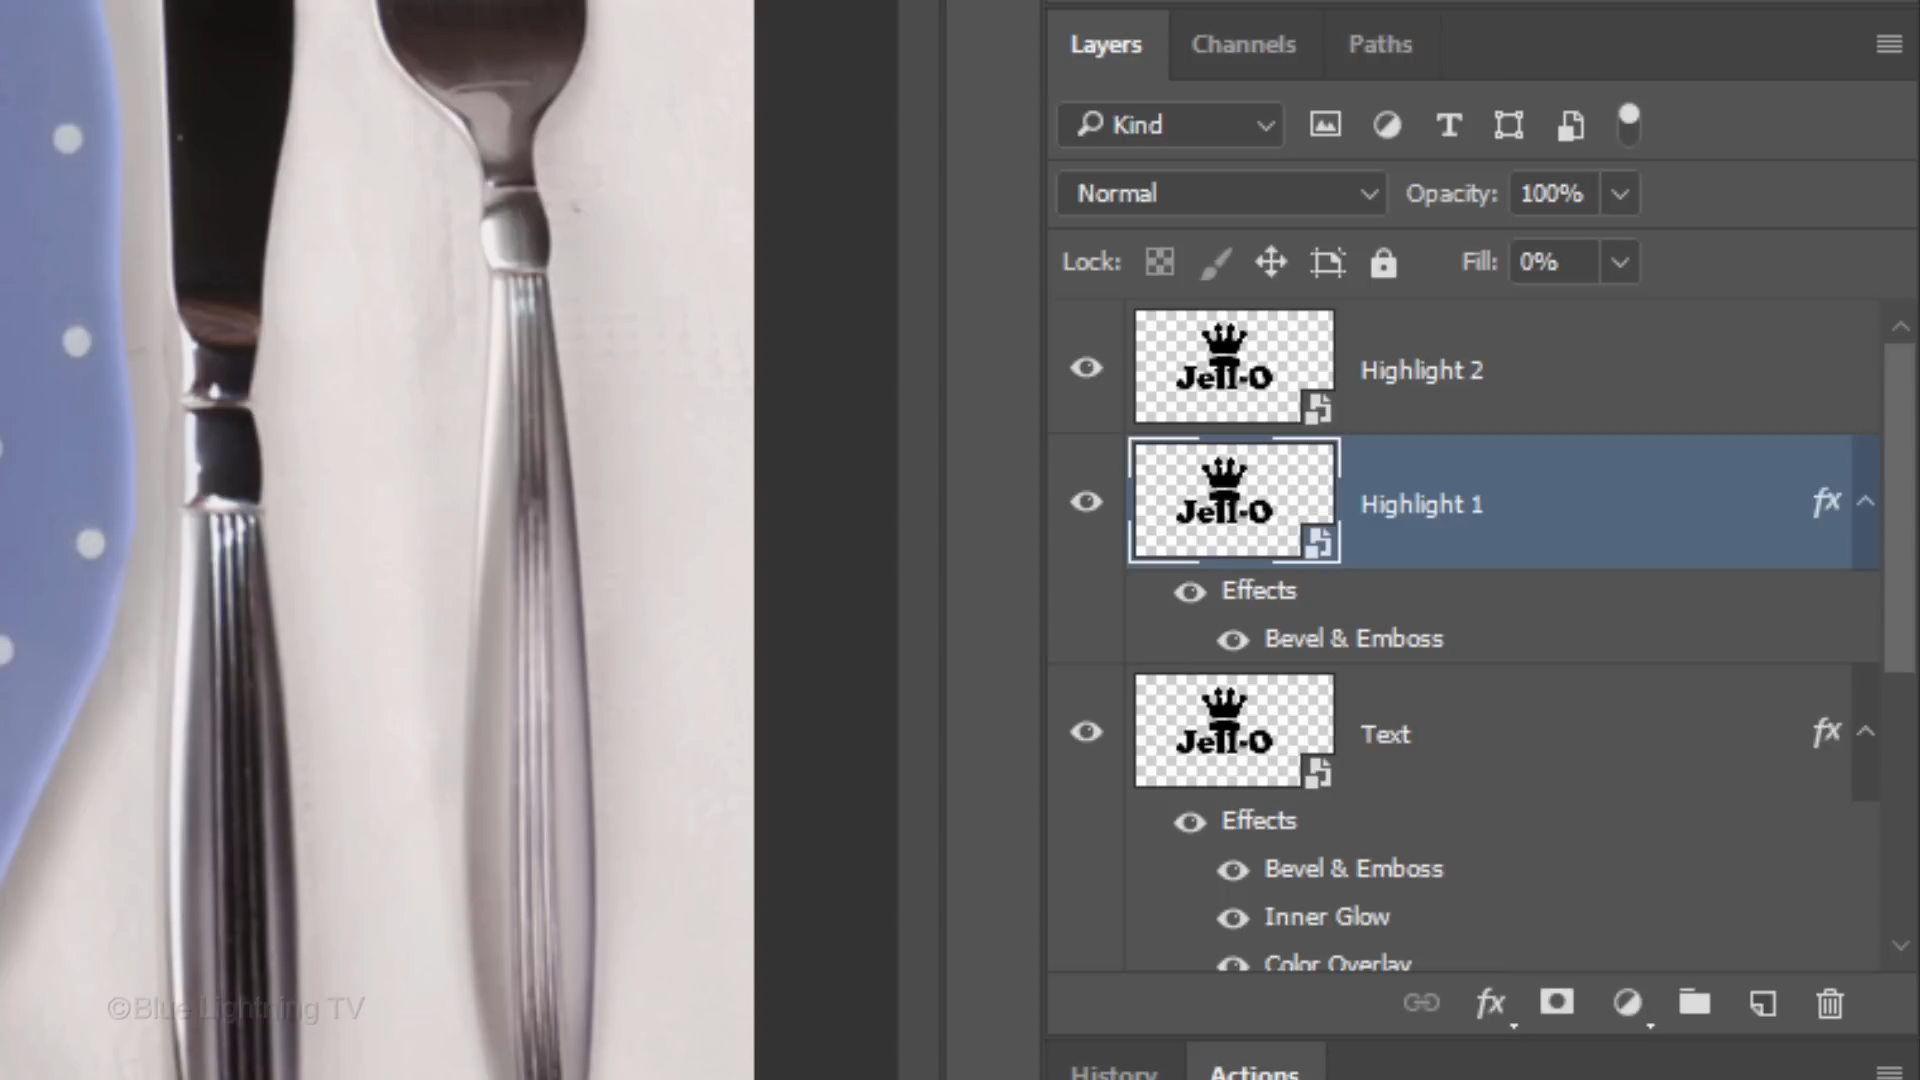 Layers Channels Paths
Kind
Normal Opacity: 100%
Lock: Fill: 0%
Jell-O Highlight 2
Jell-O Highlight 1 fx
Effects
Bevel & Emboss
Jell-O Text fx
Effects
Bevel & Emboss
Inner Glow
Color Overlay
©Blue Lightning TV fx
History Actions